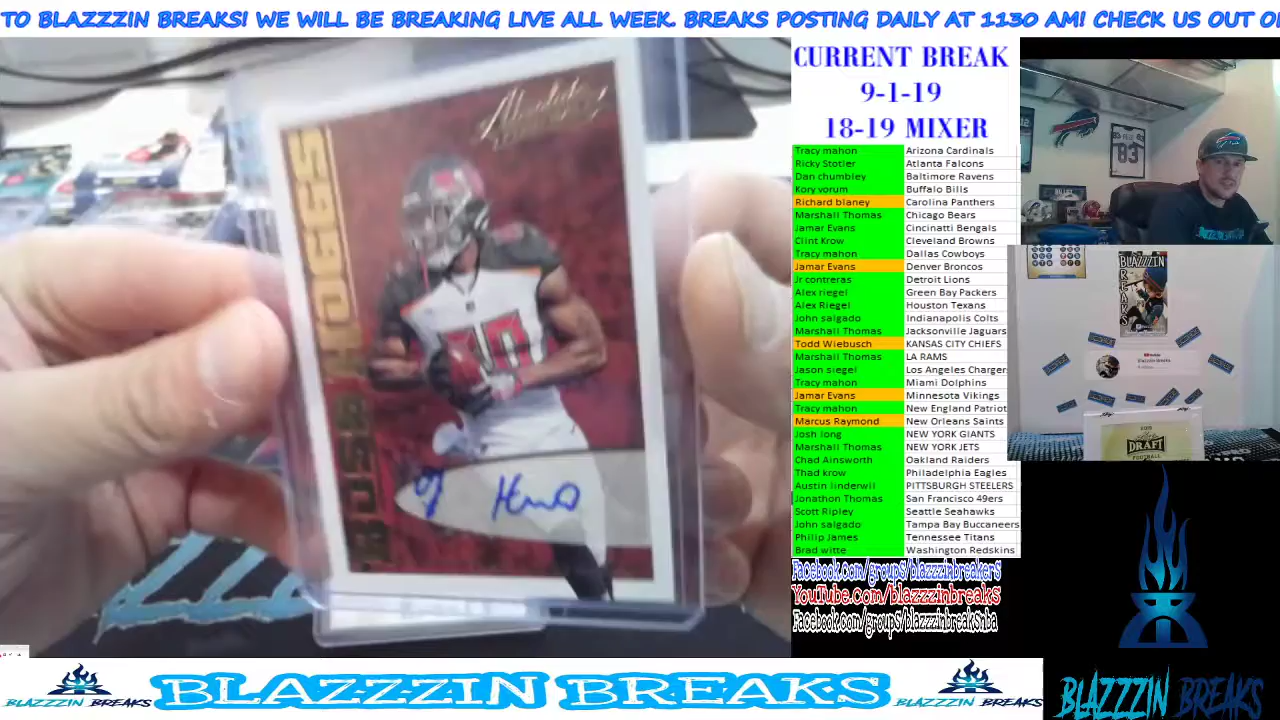 TO BLAZZZIN BREAKS! WE WILL BE BREAKING LIVE ALL WEEK. BREAKS POSTING DAILY AT 1130 AM! CHECK US OUT O
CURRENT BREAK
9-1-19
18-19 MIXER
Tracy mahon Arizona Cardinals
Ricky Stotler Atlanta Falcons
Dan chumbley Baltimore Ravens
Kory vorum Buffalo Bills
Richard blaney Carolina Panthers
Marshall Thomas Chicago Bears
Jamar Evans Cincinatti Bengals
Clint Krow Cleveland Browns
Tracy mahon Dallas Cowboys
Jamar Evans Denver Broncos
Jr contreras Detroit Lions
Alex riegel Green Bay Packers
Alex Riegel Houston Texans
John salgado Indianapolis Colts
Marshall Thomas Jacksonville Jaguars
Todd Wiebusch KANSAS CITY CHIEFS
Marshall Thomas LA RAMS
Jason siegel Los Angeles Charger
Tracy mahon Miami Dolphins
Jamar Evans Minnesota Vikings
Tracy mahon New England Patriot
Marcus Raymond New Orleans Saints
Josh long NEW YORK GIANTS
Marshall Thomas NEW YORK JETS
Chad Ainsworth Oakland Raiders
Thad krow Philadelphia Eagles
Austin linderwil PITTSBURGH STEELERS
Jonathon Thomas San Francisco 49ers
Scott Ripley Seattle Seahawks
John salgado Tampa Bay Buccaneers
Philip James Tennessee Titans
Brad witte Washington Redskins
Facebook.com/groups/blazzzinbreakers
YouTube.com/blazzzinbreaks
Facebook.com/groups/blazzzinbreaksnba
Absolute
83
BLAZZZIN
BREAKS
DRAFT
FOOTBALL
BLAZZZIN BREAKS
BLAZZZIN BREAKS
BLAZZZIN BREAKS
BLAZZZIN BREAKS